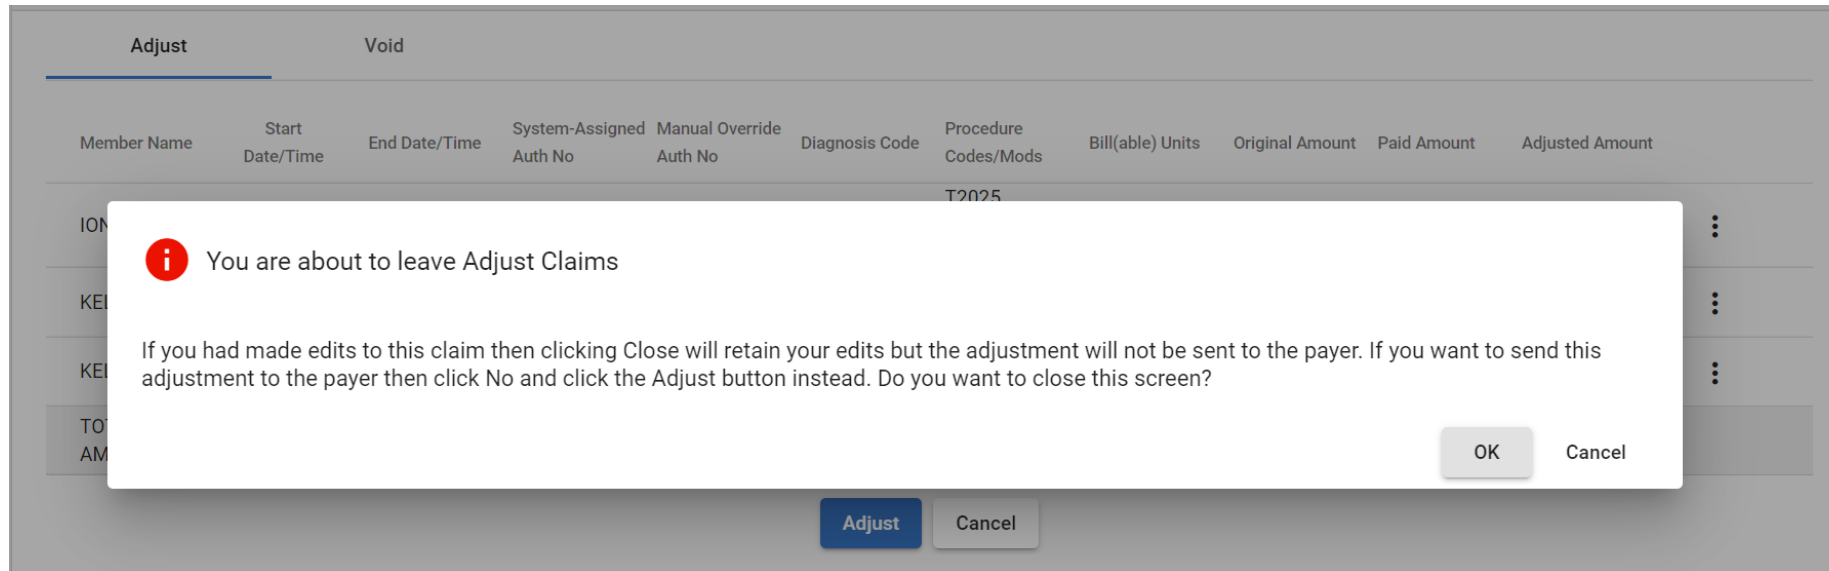 Adjust Void
Member Name Start Date/Time End Date/Time System-Assigned Auth No Manual Override Auth No Diagnosis Code Procedure Codes/Mods Bill(able) Units Original Amount Paid Amount Adjusted Amount
T2025
ION
You are about to leave Adjust Claims
KEL
If you had made edits to this claim then clicking Close will retain your edits but the adjustment will not be sent to the payer. If you want to send this
adjustment to the payer then click No and click the Adjust button instead. Do you want to close this screen?
KEL
TOT
AM
OK Cancel
Adjust Cancel